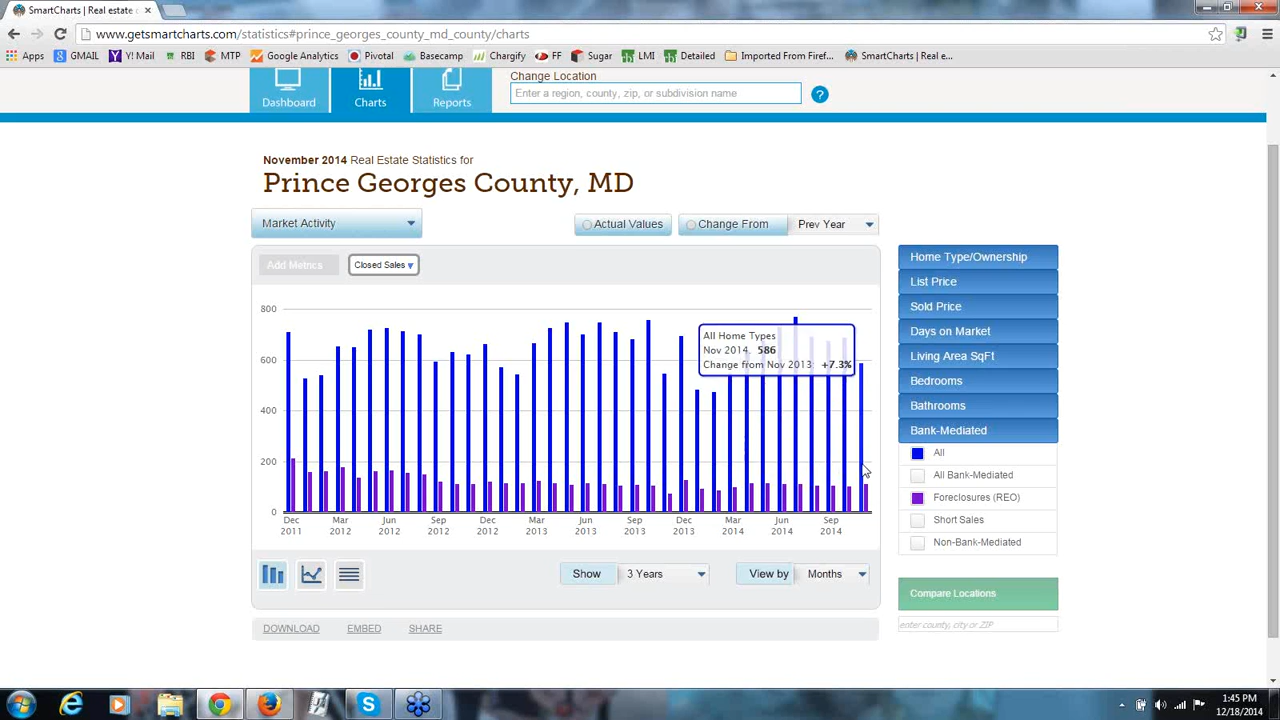 SmartCharts | Real estate
www.getsmartcharts.com/statistics#prince_georges_county_md_county/charts
Apps GMAIL Y! Mail RBI MTP Google Analytics Pivotal Basecamp Chargify FF Sugar LMI Detailed Imported From Firef... SmartCharts | Real e...
Dashboard Charts Reports
Change Location
Enter a region, county, zip, or subdivision name ?
November 2014 Real Estate Statistics for
Prince Georges County, MD
Market Activity Actual Values Change From Prev Year
Add Metrics Closed Sales
800
600
400
200
0
All Home Types
Nov 2014: 586
Change from Nov 2013: +7.3%
Dec Mar Jun Sep Dec Mar Jun Sep Dec Mar Jun Sep
2011 2012 2012 2012 2012 2013 2013 2013 2013 2014 2014 2014
Show 3 Years View by Months
DOWNLOAD EMBED SHARE
Home Type/Ownership
List Price
Sold Price
Days on Market
Living Area SqFt
Bedrooms
Bathrooms
Bank-Mediated
All
All Bank-Mediated
Foreclosures (REO)
Short Sales
Non-Bank-Mediated
Compare Locations
enter county, city or ZIP
1:45 PM
12/18/2014